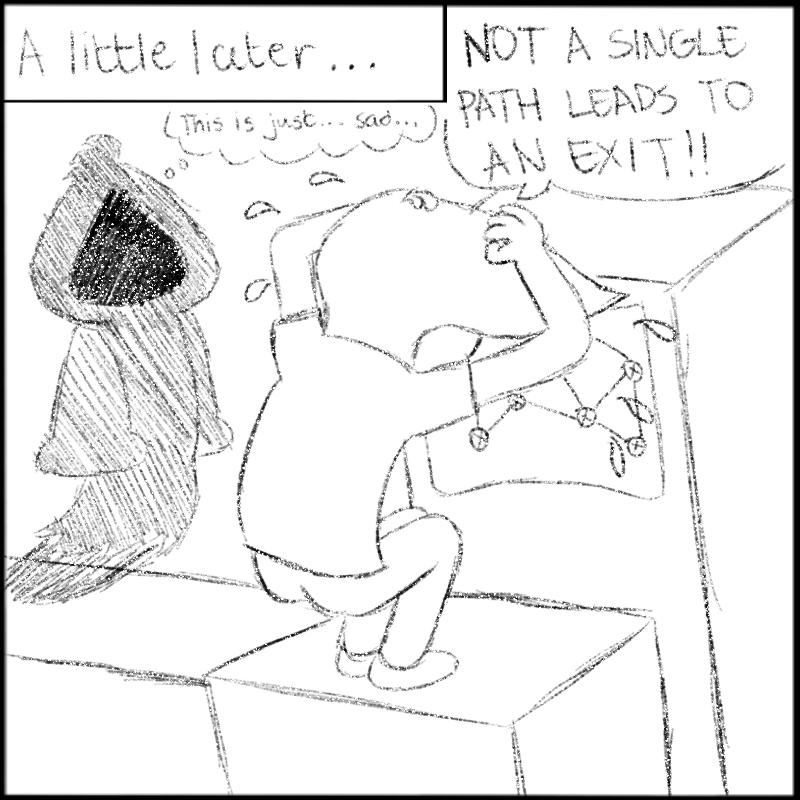 A little later...
NOT A SINGLE
PATH LEADS TO
AN EXIT!!
(This is just... sad...)